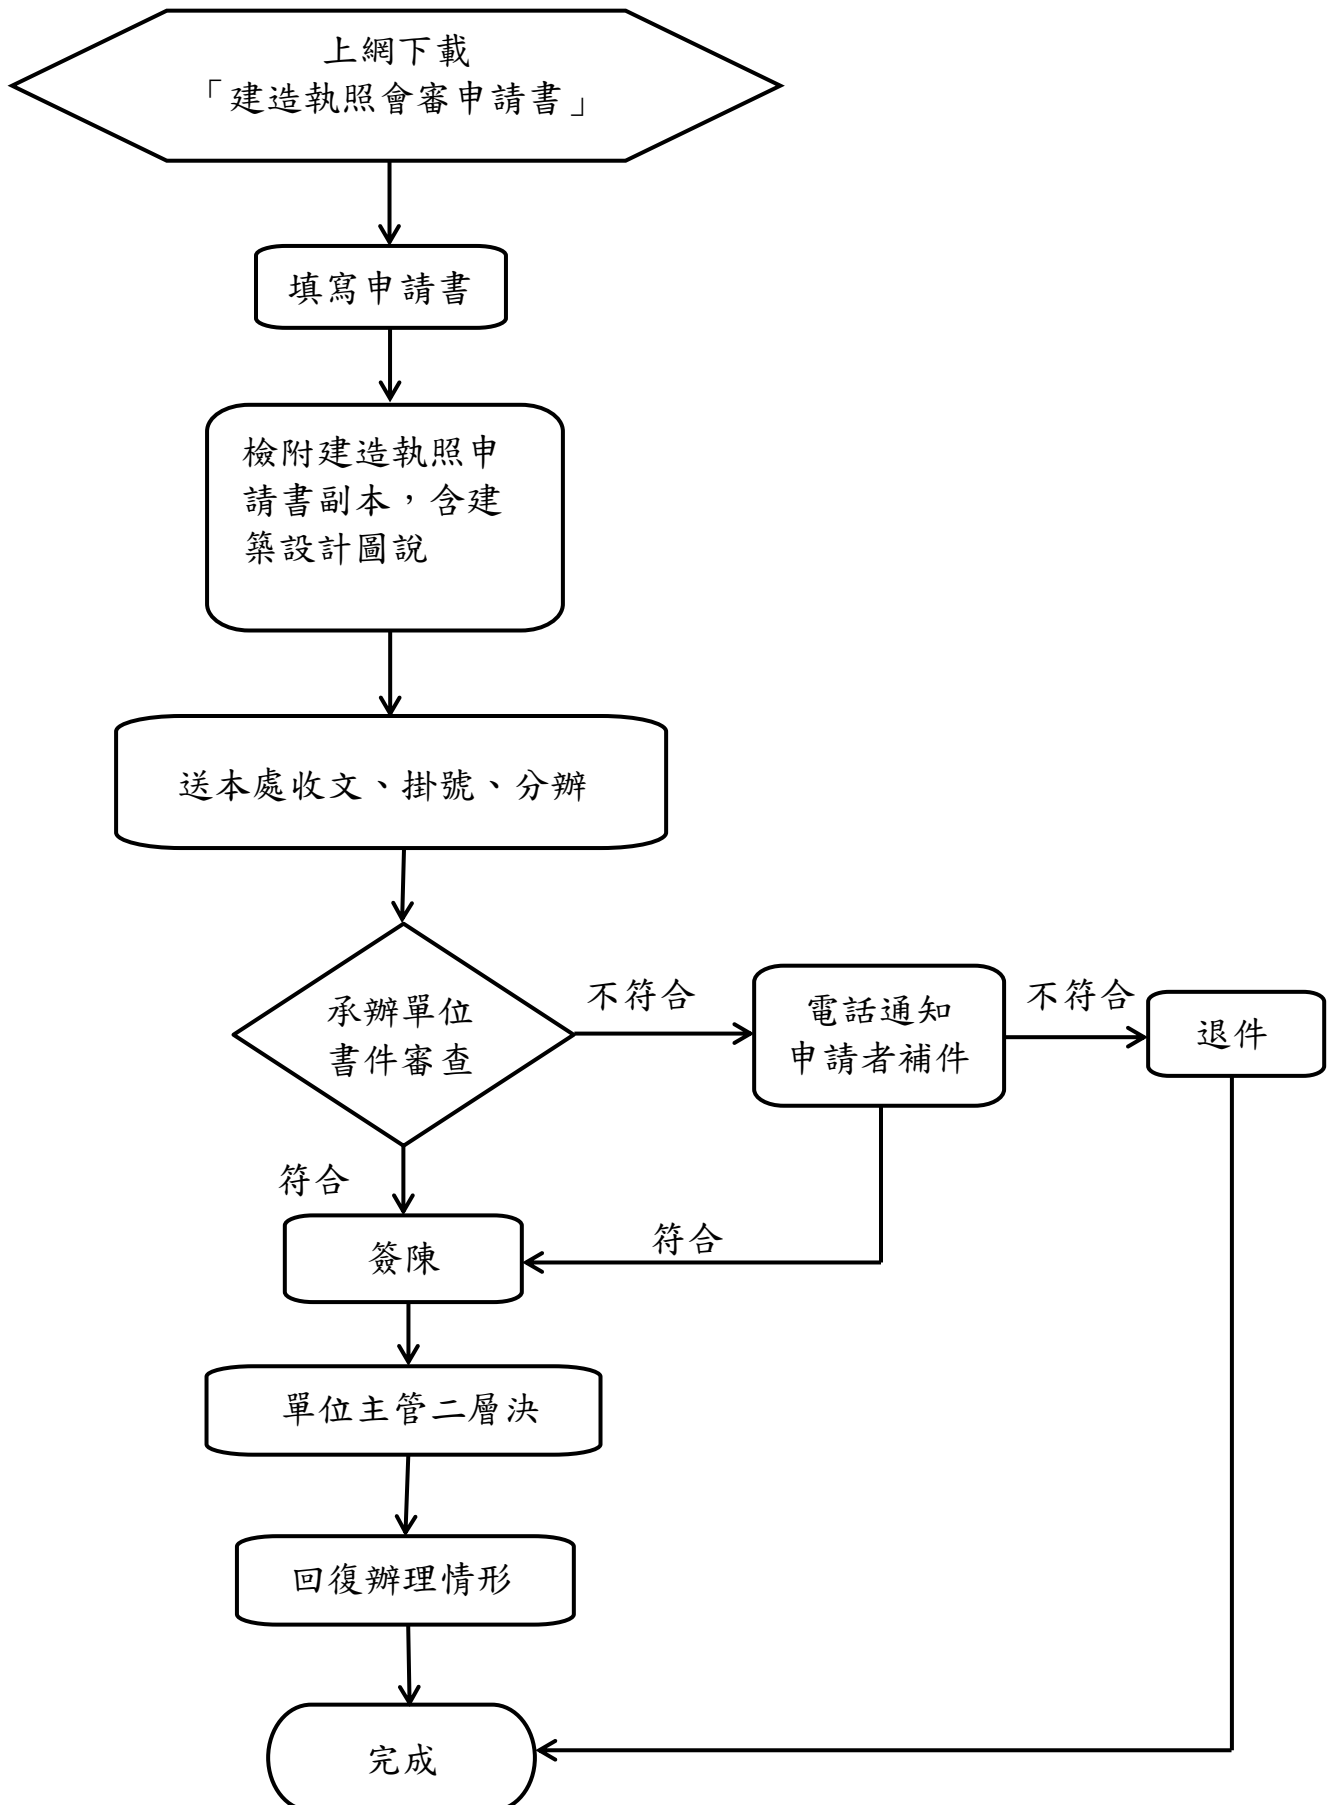 上網下載
「建造執照會審申請書」
填寫申請書
檢附建造執照申
請書副本，含建
築設計圖說
送本處收文、掛號、分辦
承辦單位
書件審查
不符合
電話通知
申請者補件
不符合
退件
符合
符合
簽陳
單位主管二層決
回復辦理情形
完成